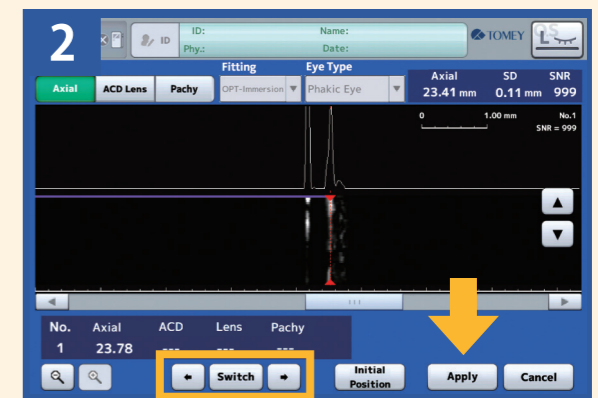 2
ID
ID: Name:
Phy.: Date:
TOMEY
OS
L
Fitting Eye Type
Axial ACD Lens Pachy OPT-Immersion Phakic Eye
Axial SD SNR
23.41 mm 0.11 mm 999
0 1.00 mm No.1
SNR = 999
No. Axial ACD Lens Pachy
1 23.78 --- --- ---
Switch Initial Position Apply Cancel